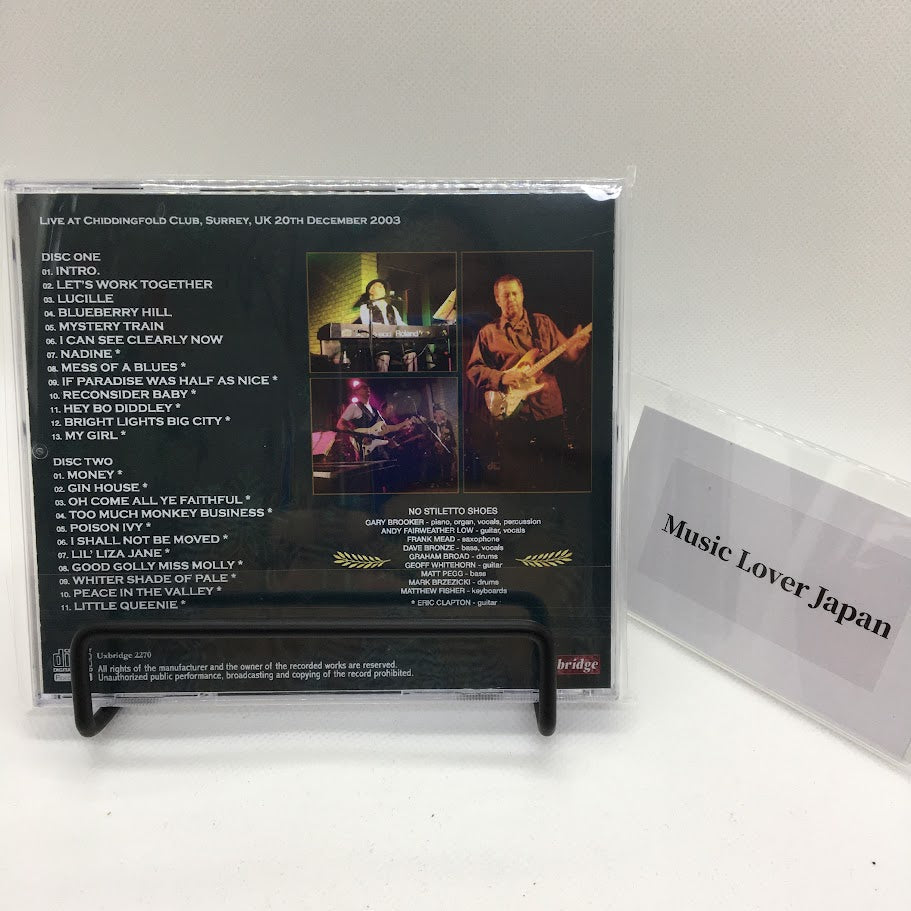 LIVE AT CHIDDINGFOLD CLUB, SURREY, UK 20TH DECEMBER 2003
DISC ONE
01. INTRO.
02. LET'S WORK TOGETHER
03. LUCILLE
04. BLUEBERRY HILL
05. MYSTERY TRAIN
06. I CAN SEE CLEARLY NOW
07. NADINE *
08. MESS OF A BLUES *
09. IF PARADISE WAS HALF AS NICE *
10. RECONSIDER BABY *
11. HEY BO DIDDLEY *
12. BRIGHT LIGHTS BIG CITY *
13. MY GIRL *
DISC TWO
01. MONEY *
02. GIN HOUSE *
03. OH COME ALL YE FAITHFUL *
04. TOO MUCH MONKEY BUSINESS *
05. POISON IVY *
06. I SHALL NOT BE MOVED *
07. LIL' LIZA JANE *
08. GOOD GOLLY MISS MOLLY *
09. WHITER SHADE OF PALE *
10. PEACE IN THE VALLEY *
11. LITTLE QUEENIE *
Roland
NO STILETTO SHOES
GARY BROOKER - piano, organ, vocals, percussion
ANDY FAIRWEATHER LOW - guitar, vocals
FRANK MEAD - saxophone
DAVE BRONZE - bass, vocals
GRAHAM BROAD - drums
GEOFF WHITEHORN - guitar
MATT PEGG - bass
MARK BRZEZICKI - drums
MATTHEW FISHER - keyboards
* ERIC CLAPTON - guitar
Uxbridge 2270
All rights of the manufacturer and the owner of the recorded works are reserved.
Unauthorized public performance, broadcasting and copying of the record prohibited.
bridge
Music Lover Japan